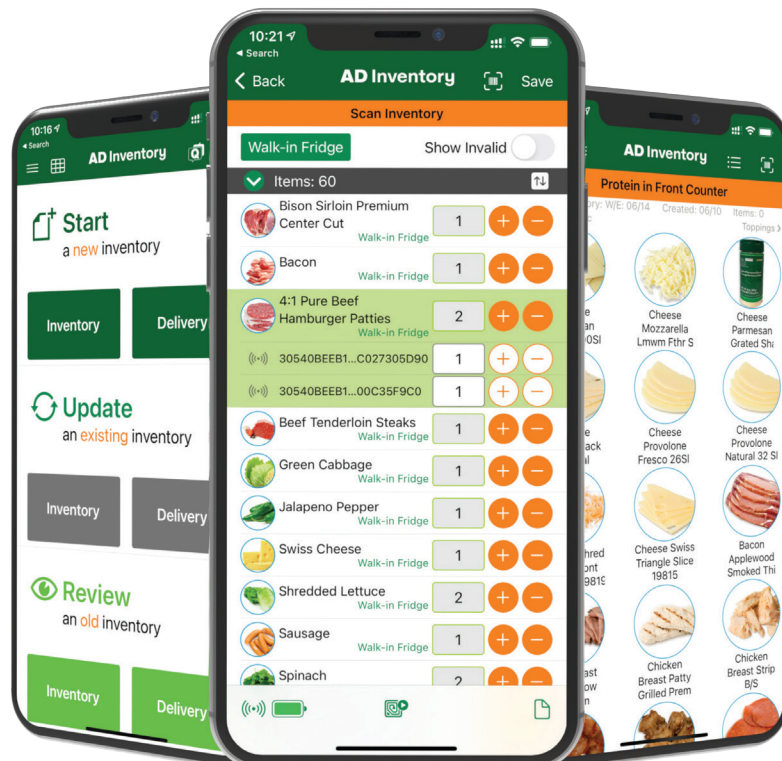 10:16
Search
AD Inventory
Start
a new inventory
Inventory
Delivery
Update
an existing inventory
Inventory
Delivery
Review
an old inventory
Inventory
Delivery
10:21
Search
Back
AD Inventory
Save
Scan Inventory
Walk-in Fridge
Show Invalid
Items: 60
Bison Sirloin Premium
Center Cut
Walk-in Fridge
1
Bacon
Walk-in Fridge
1
4:1 Pure Beef
Hamburger Patties
Walk-in Fridge
2
30540BEEB1...C027305D90
1
30540BEEB1...00C35F9C0
1
Beef Tenderloin Steaks
Walk-in Fridge
1
Green Cabbage
Walk-in Fridge
1
Jalapeno Pepper
Walk-in Fridge
1
Swiss Cheese
Walk-in Fridge
1
Shredded Lettuce
Walk-in Fridge
2
Sausage
Walk-in Fridge
1
Spinach
Walk-in Fridge
2
AD Inventory
Protein in Front Counter
W/E: 06/14 Created: 06/10 Items: 0
Toppings
Cheese
Mozzarella
Lmwm Fthr S
Cheese
Parmesan
Grated Sh
Cheese
Provolone
Fresco 26Sl
Cheese
Provolone
Natural 32 Sl
Cheese Swiss
Triangle Slice
19815
Bacon
Applewood
Smoked Thi
Chicken
Breast Patty
Grilled Prem
Chicken
Breast Strip
B/S